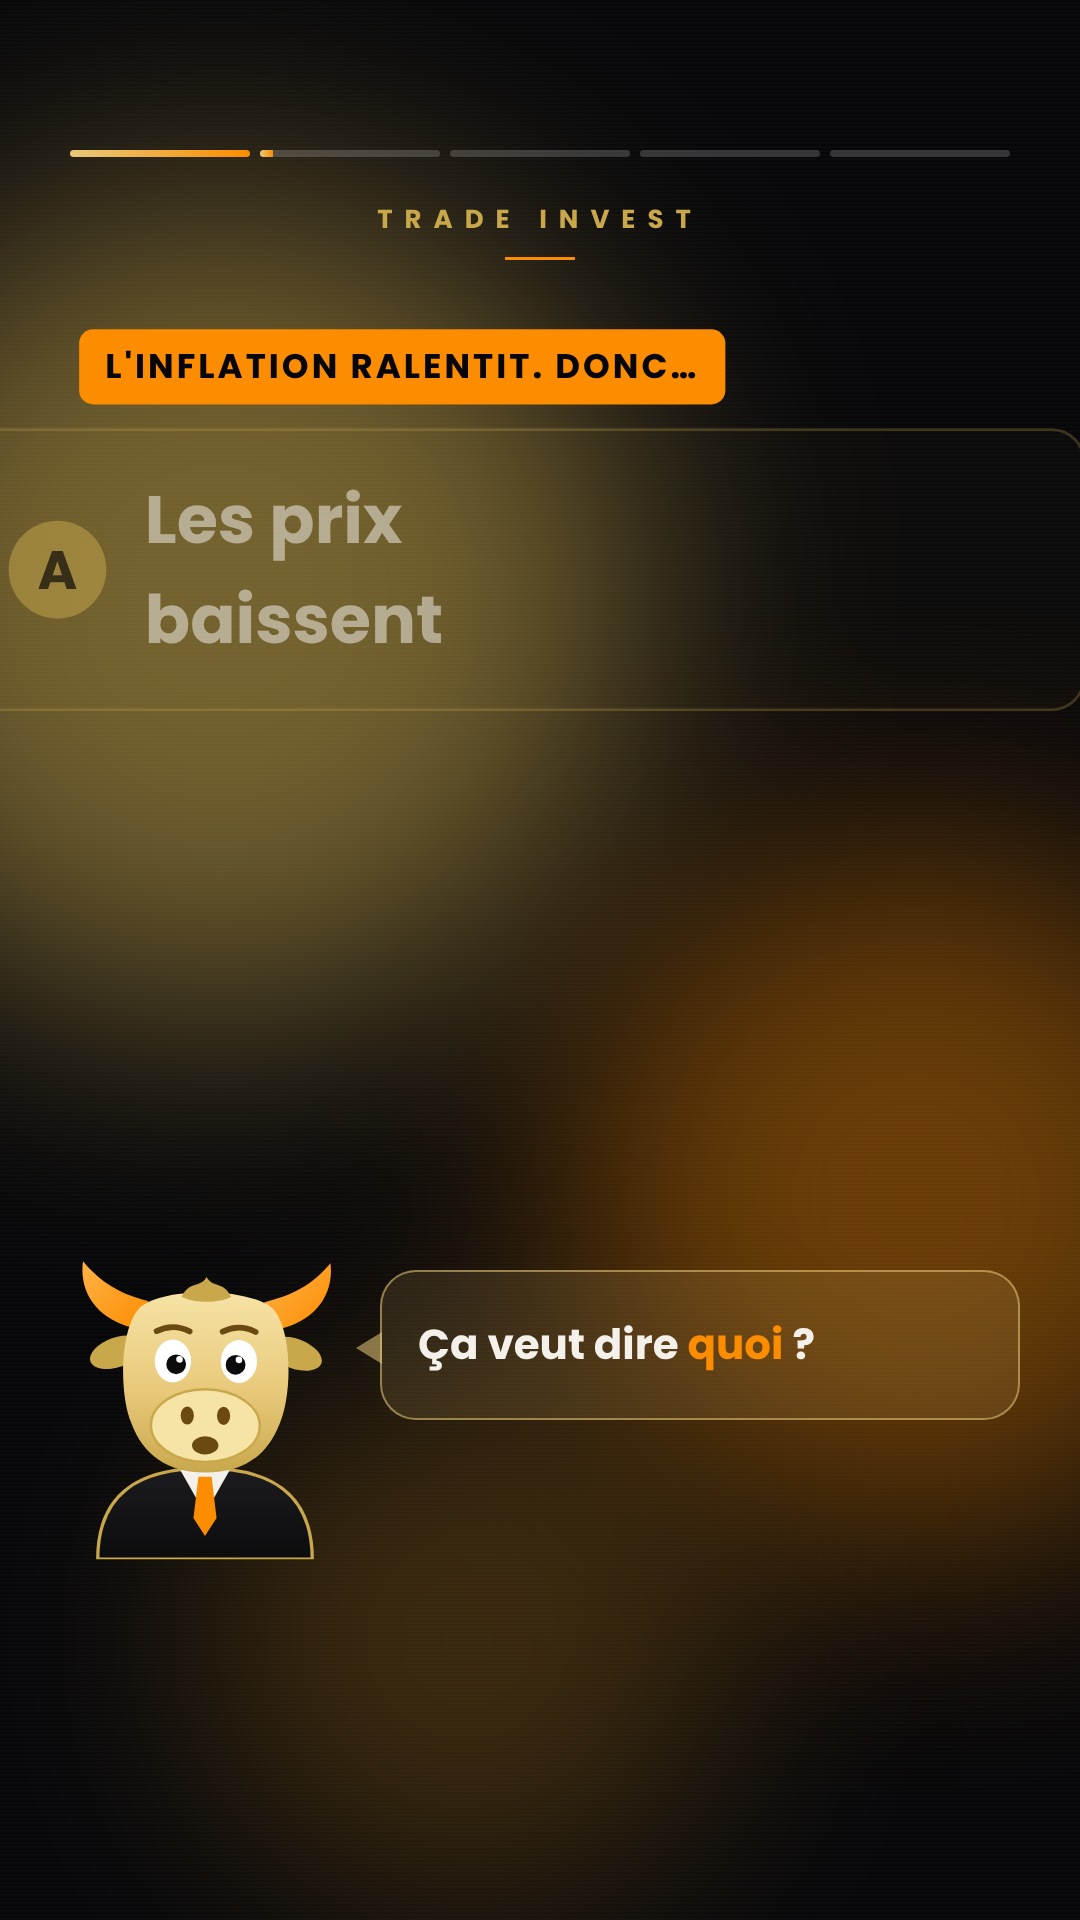 TRADE INVEST
L'INFLATION RALENTIT. DONC...
A
Les prix
baissent
Ça veut dire quoi ?